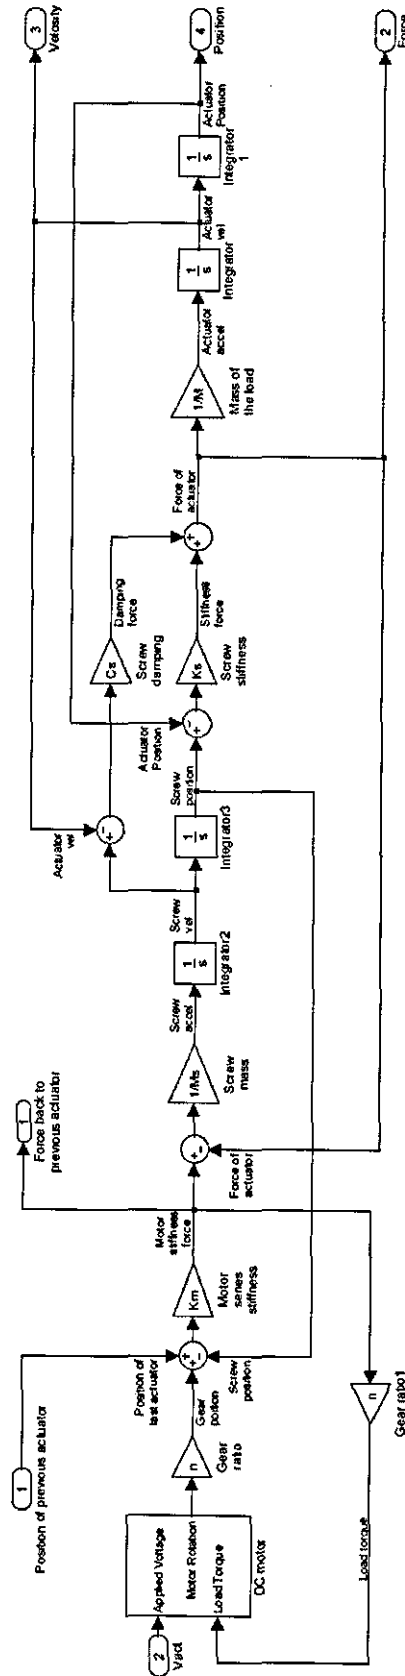 1
Position of previous actuator
2
Vact
Applied Voltage
Motor Rotation
Load Torque
DC motor
n
Gear
ratio
Gear
portion
Position of
last actuator
Screw
position
+
+
-
Km
Motor
series
stiffness
Motor
stiffness
force
1
Force back to
previous actuator
n
Gear ratio1
Load torque
+
-
Force of
actuator
1/Ms
Screw
mass
Screw
accel
1
s
Integrator2
Screw
vel
1
s
Integrator3
Screw
position
Actuator
vel
+
-
Cs
Screw
damping
Damping
force
Actuator
Position
+
-
Ks
Screw
stiffness
Stiffness
force
+
+
Force of
actuator
1/M
Mass of
the load
Actuator
accel
1
s
Integrator
Actuator
vel
1
s
Integrator
1
Actuator
Position
3
Velosity
4
Position
2
Force